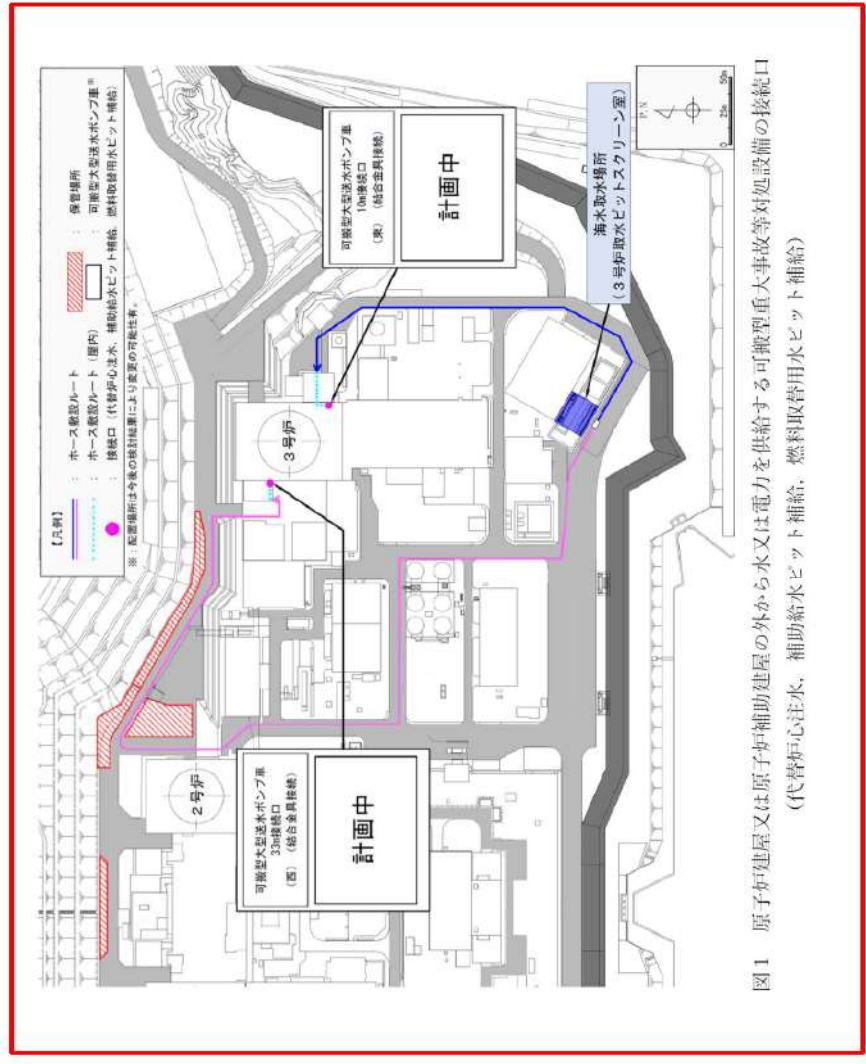 【凡例】
： ホース敷設ルート
： ホース敷設ルート（屋内）
： 接続口（代替炉心注水、補助給水ピット補給、燃料取替用水ピット補給）
： 保管場所
： 可搬型大型送水ポンプ車※
※：配置場所は今後の検討結果により変更の可能性有。
可搬型大型送水ポンプ車
33m接続口
（西）（結合金具接続）
計画中
可搬型大型送水ポンプ車
10m接続口
（東）（結合金具接続）
計画中
2号炉
3号炉
海水取水場所
（3号炉取水ピットスクリーン室）
P.N
0 25m 50m
図1 原子炉建屋又は原子炉補助建屋の外から水又は電力を供給する可搬型重大事故等対処設備の接続口
（代替炉心注水，補助給水ピット補給，燃料取替用水ピット補給）